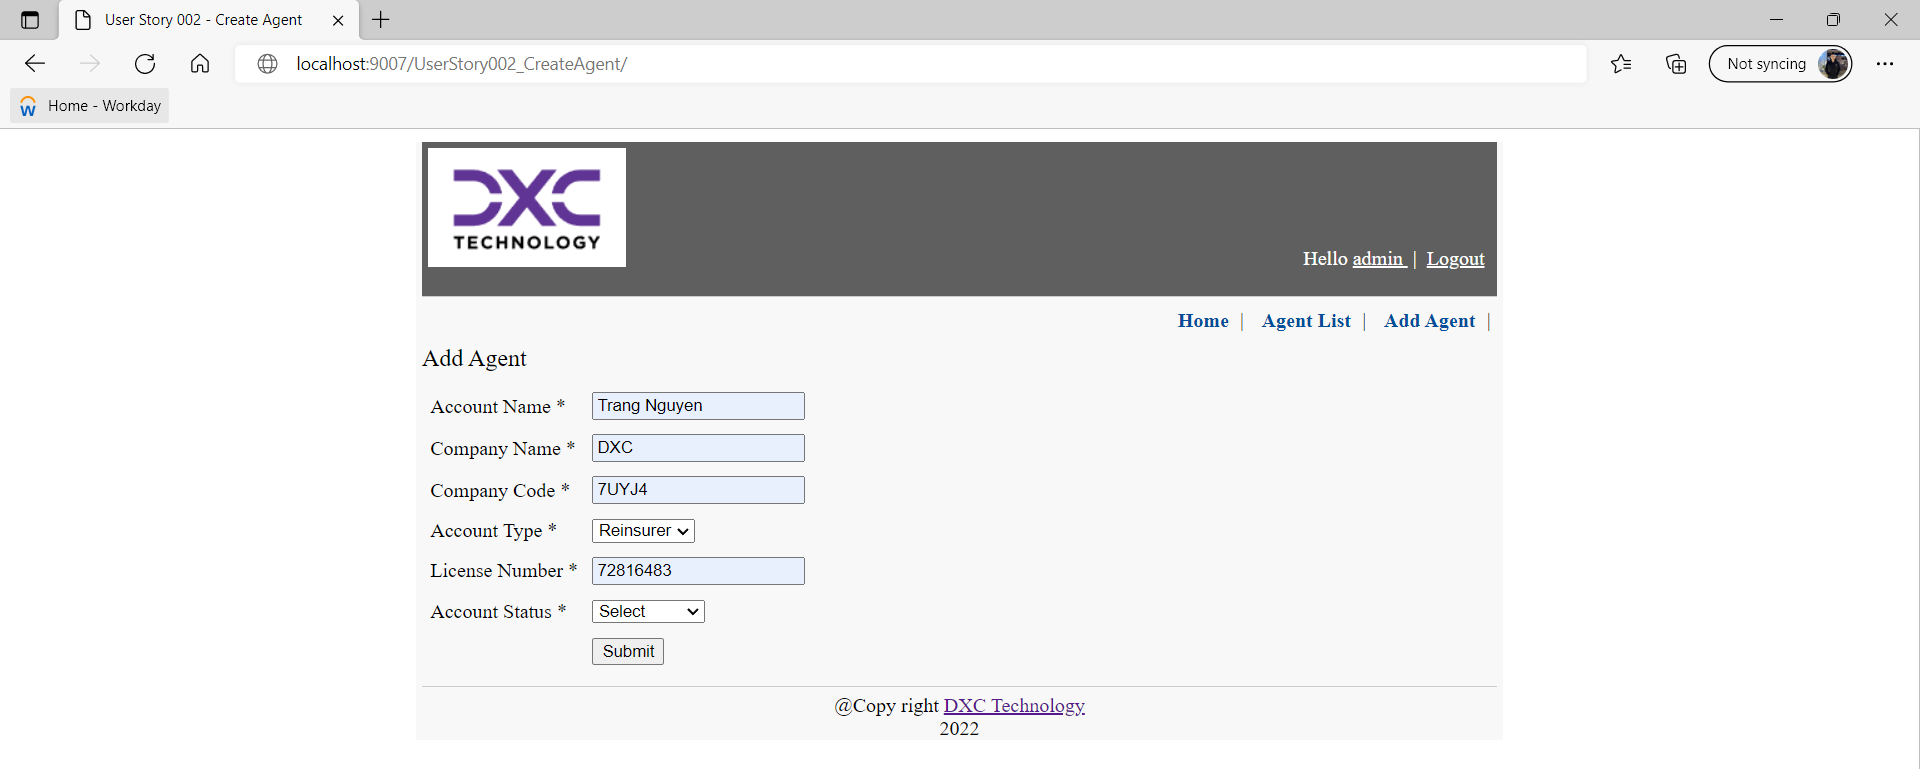 User Story 002 - Create Agent
localhost:9007/UserStory002_CreateAgent/
Not syncing
Home - Workday
DXC
TECHNOLOGY
Hello admin | Logout
Home | Agent List | Add Agent |
Add Agent
Account Name * Trang Nguyen
Company Name * DXC
Company Code * 7UYJ4
Account Type * Reinsurer
License Number * 72816483
Account Status * Select
Submit
@Copy right DXC Technology
2022